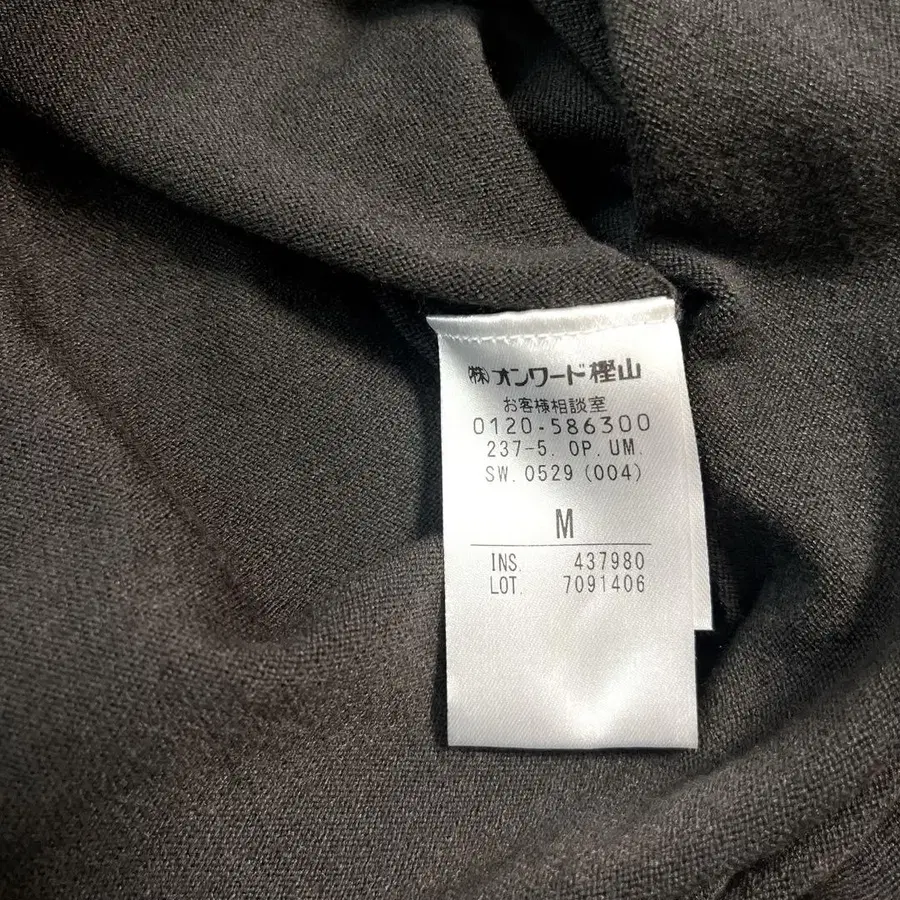 ㈱オンワード樫山
お客様相談室
0120-586300
237-5. OP. UM.
SW. 0529 (004)
M
INS. 437980
LOT. 7091406